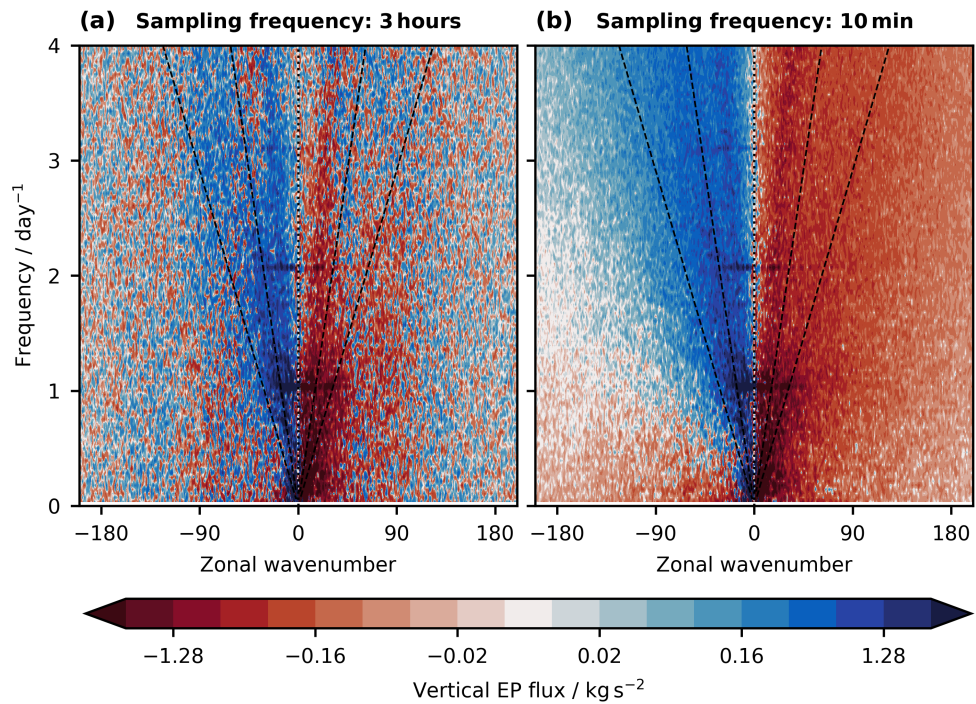 (a) Sampling frequency: 3 hours
(b) Sampling frequency: 10 min
Frequency / day⁻¹
4
3
2
1
0
−180 −90 0 90 180
−180 −90 0 90 180
Zonal wavenumber
Zonal wavenumber
−1.28 −0.16 −0.02 0.02 0.16 1.28
Vertical EP flux / kg s⁻²